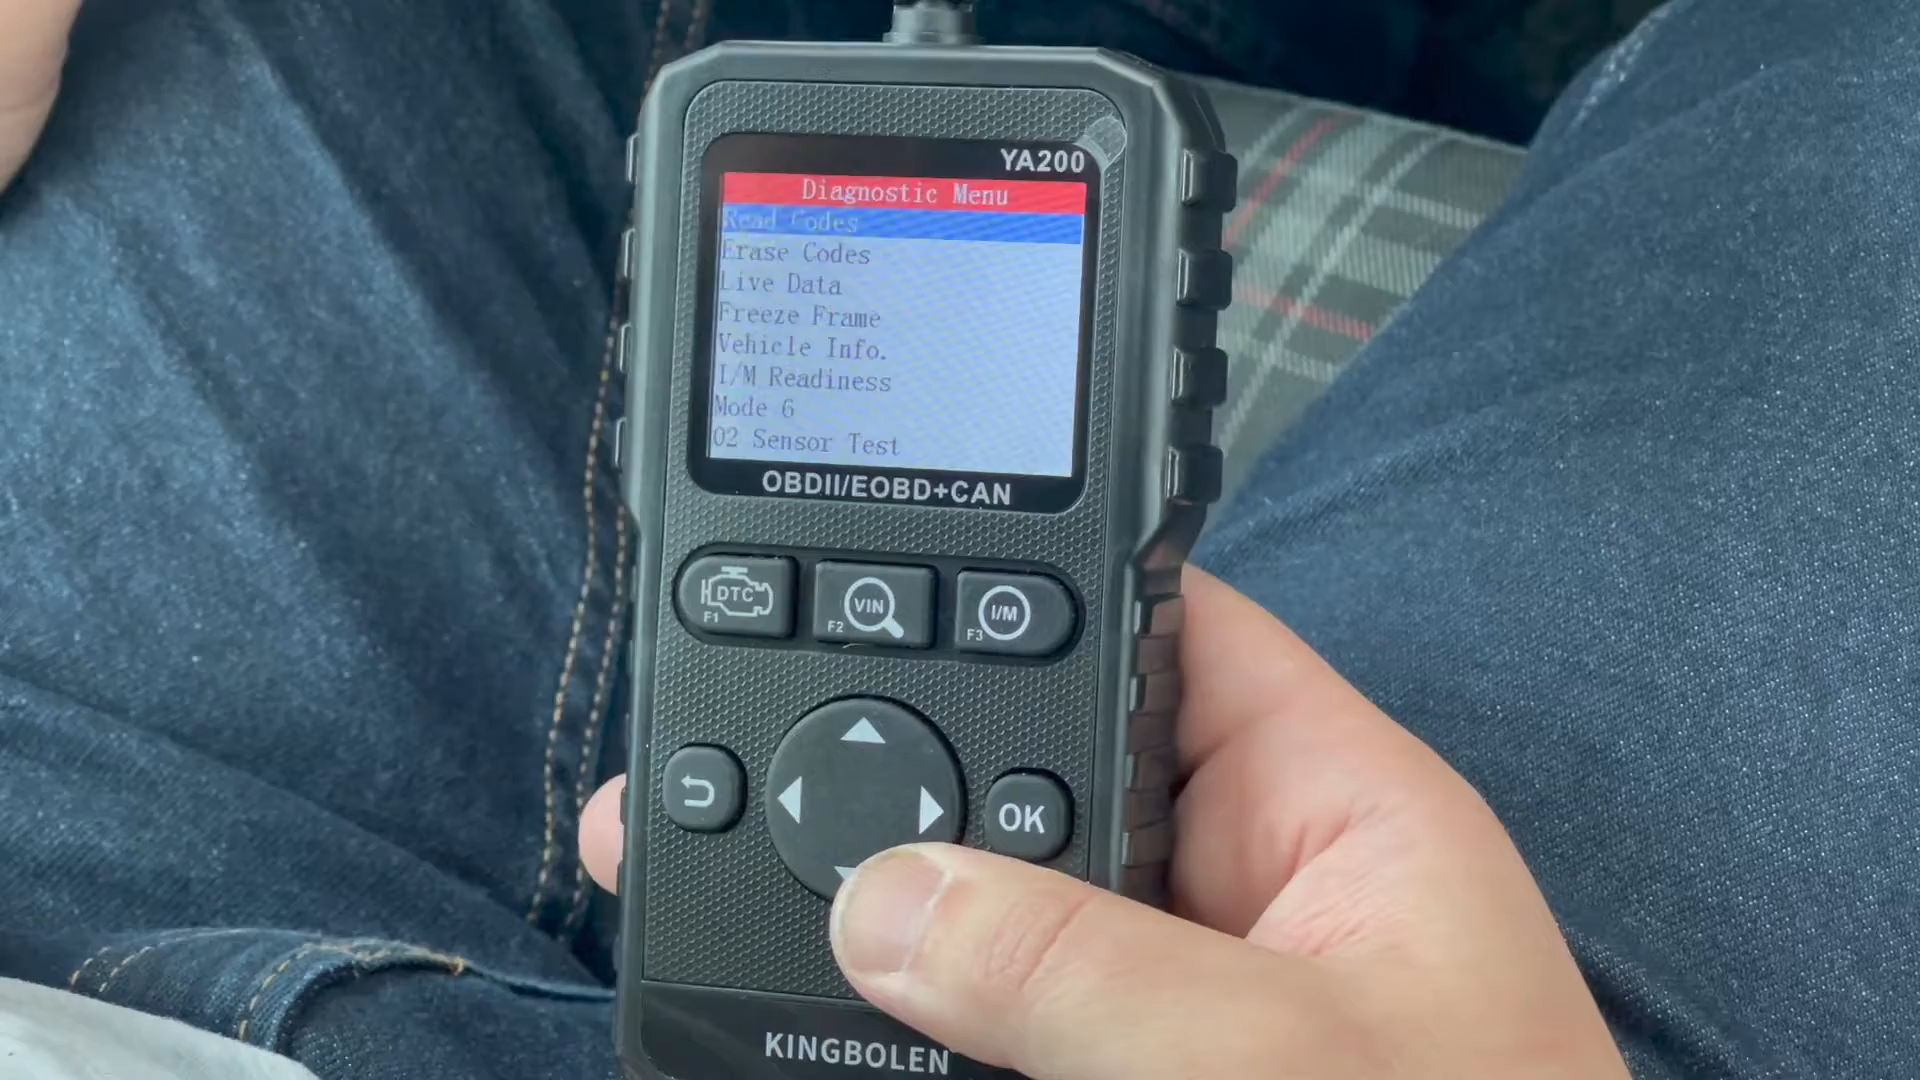 YA200
Diagnostic Menu
Read Codes
Erase Codes
Live Data
Freeze Frame
Vehicle Info.
I/M Readiness
Mode 6
O2 Sensor Test
OBDII/EOBD+CAN
DTC
F1
VIN
F2
I/M
F3
OK
KINGBOLEN